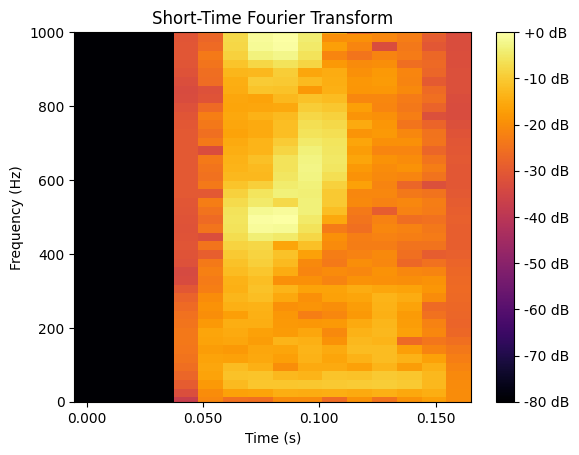 Short-Time Fourier Transform
1000
800
600
400
200
0
Frequency (Hz)
0.000
0.050
0.100
0.150
Time (s)
+0 dB
-10 dB
-20 dB
-30 dB
-40 dB
-50 dB
-60 dB
-70 dB
-80 dB